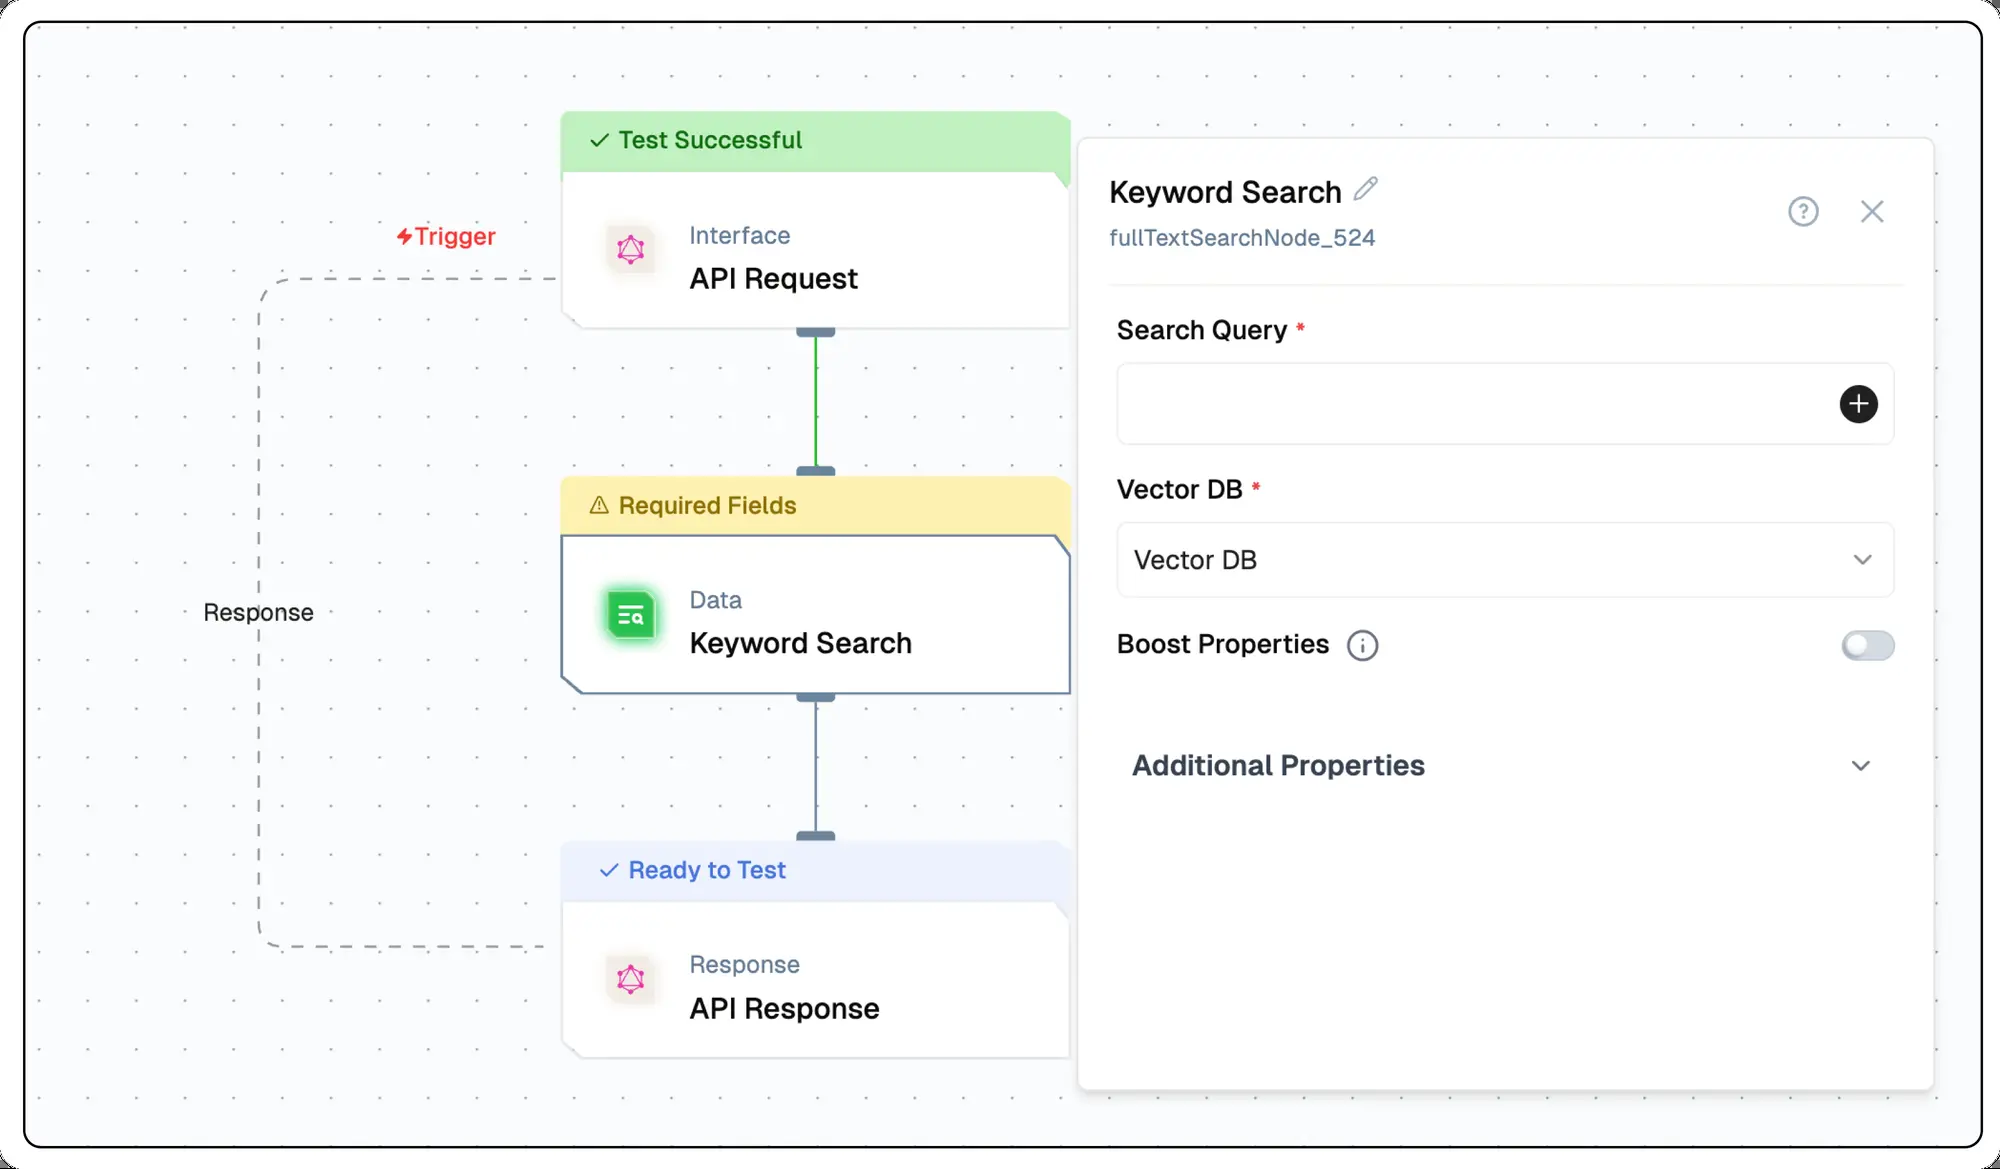 Test Successful
Trigger
Interface
API Request
Response
Required Fields
Data
Keyword Search
Ready to Test
Response
API Response
Keyword Search
fullTextSearchNode_524
Search Query *
Vector DB *
Vector DB
Boost Properties
Additional Properties